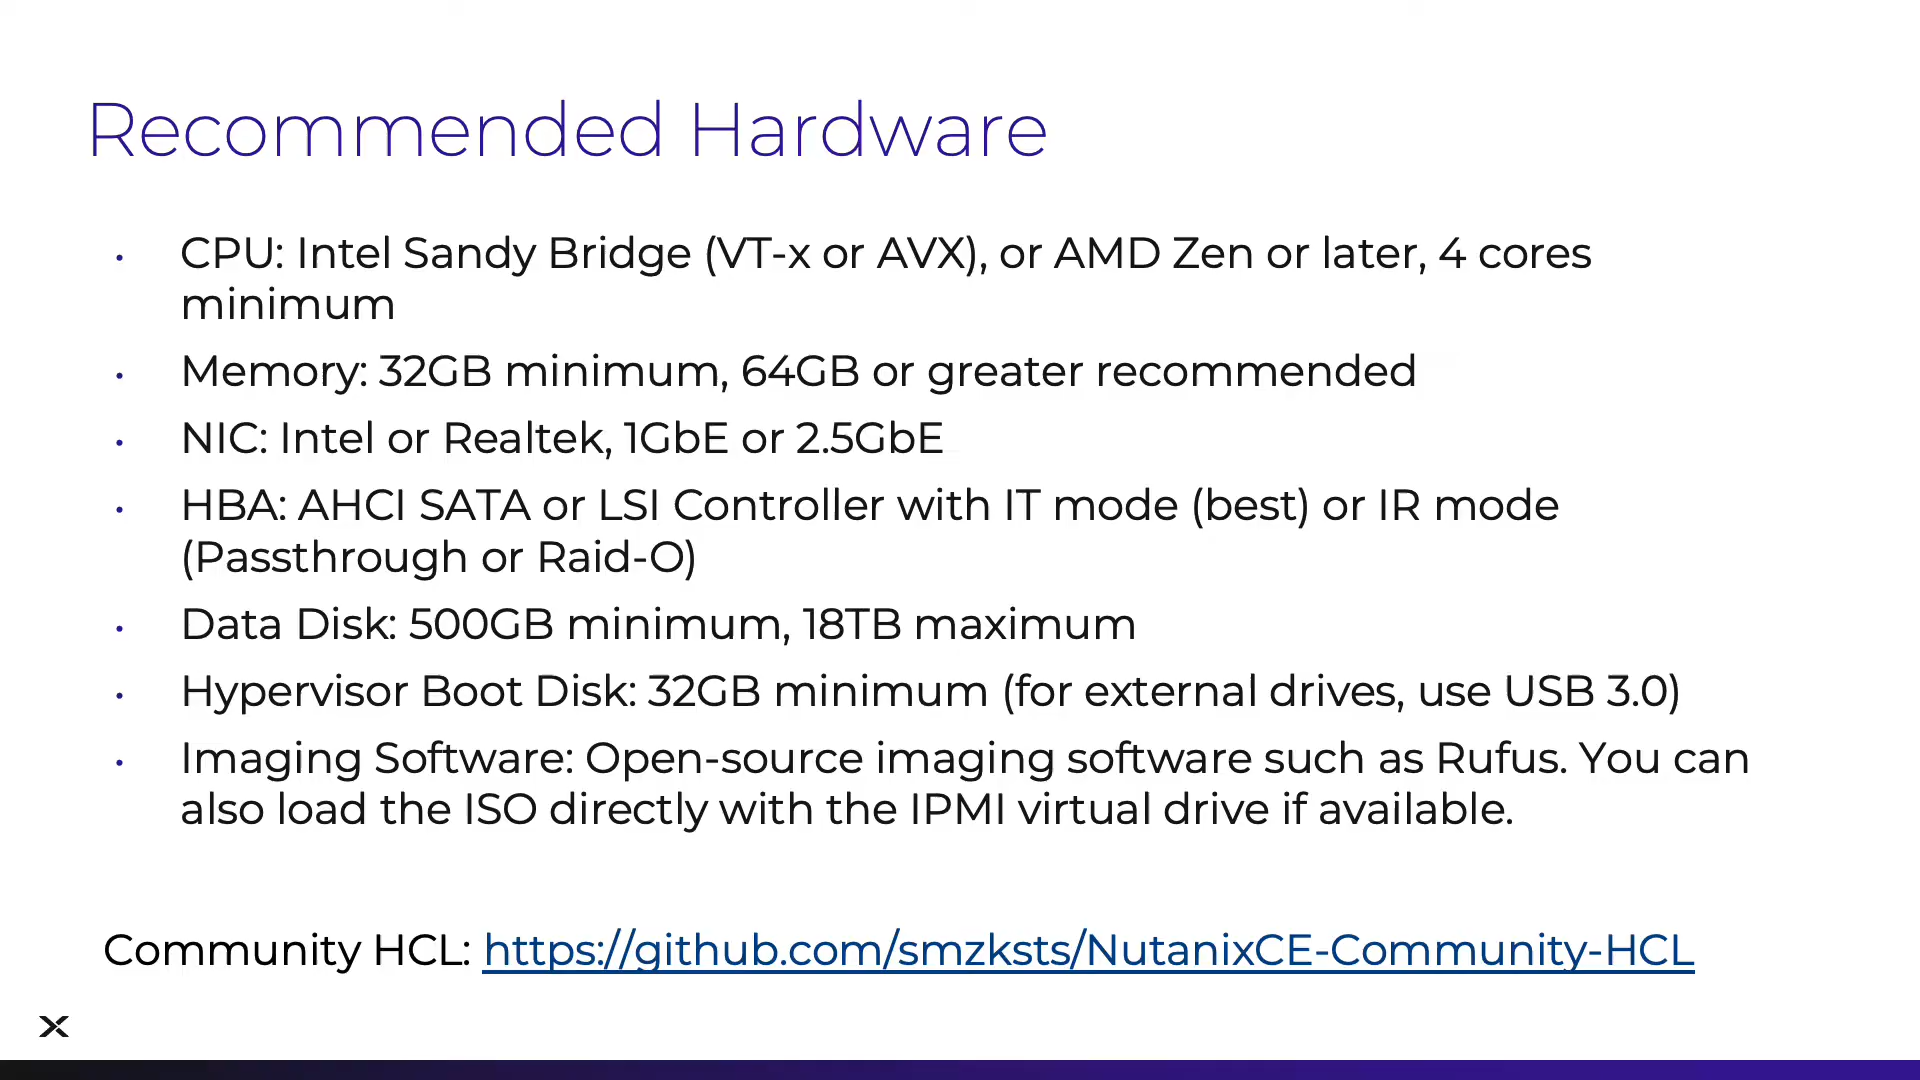 Recommended Hardware
• CPU: Intel Sandy Bridge (VT-x or AVX), or AMD Zen or later, 4 cores
minimum
• Memory: 32GB minimum, 64GB or greater recommended
• NIC: Intel or Realtek, 1GbE or 2.5GbE
• HBA: AHCI SATA or LSI Controller with IT mode (best) or IR mode
(Passthrough or Raid-O)
• Data Disk: 500GB minimum, 18TB maximum
• Hypervisor Boot Disk: 32GB minimum (for external drives, use USB 3.0)
• Imaging Software: Open-source imaging software such as Rufus. You can
also load the ISO directly with the IPMI virtual drive if available.
Community HCL: https://github.com/smzksts/NutanixCE-Community-HCL